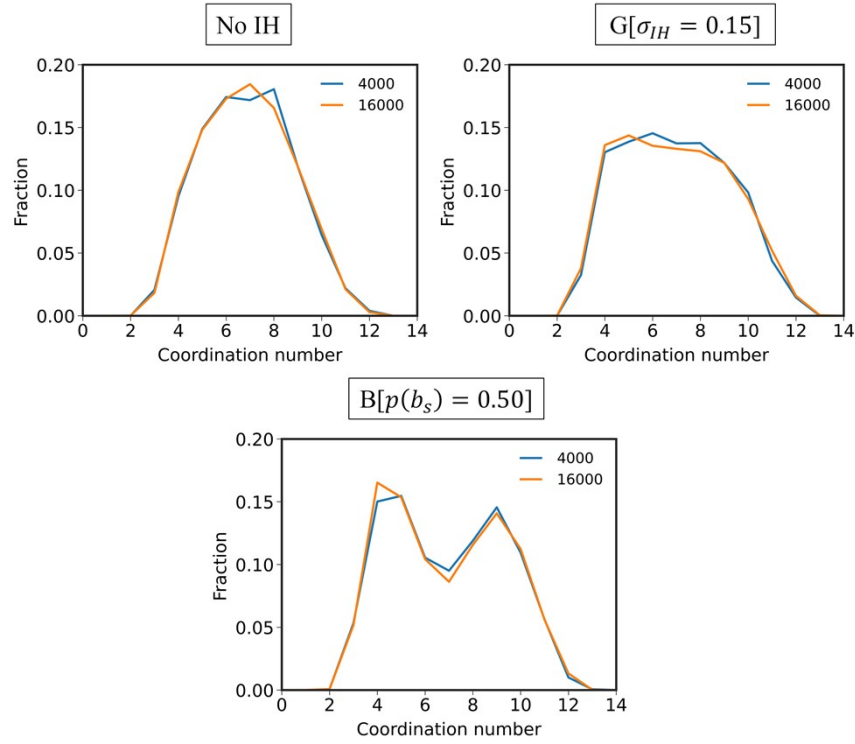 No IH
G[σ_IH = 0.15]
0.20
0.15
0.10
0.05
0.00
Fraction
4000
16000
0 2 4 6 8 10 12 14
Coordination number
0.20
0.15
0.10
0.05
0.00
Fraction
4000
16000
0 2 4 6 8 10 12 14
Coordination number
B[p(b_s) = 0.50]
0.20
0.15
0.10
0.05
0.00
Fraction
4000
16000
0 2 4 6 8 10 12 14
Coordination number